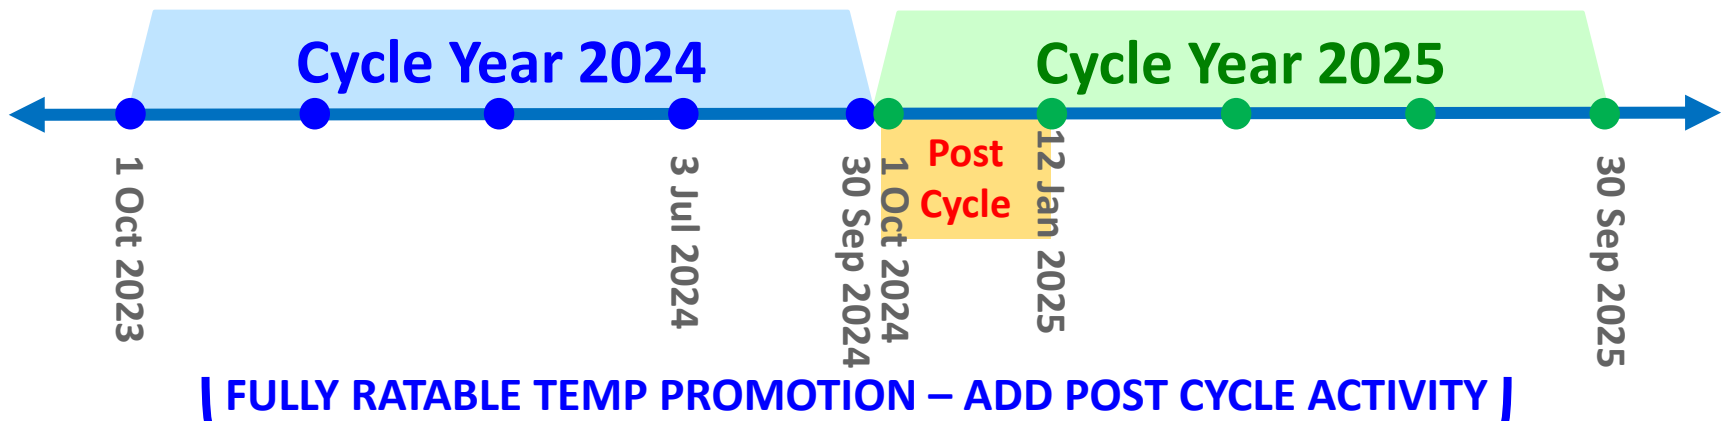 Cycle Year 2024
Cycle Year 2025
Post
Cycle
1 Oct 2023
3 Jul 2024
30 Sep 2024
1 Oct 2024
12 Jan 2025
30 Sep 2025
FULLY RATABLE TEMP PROMOTION – ADD POST CYCLE ACTIVITY